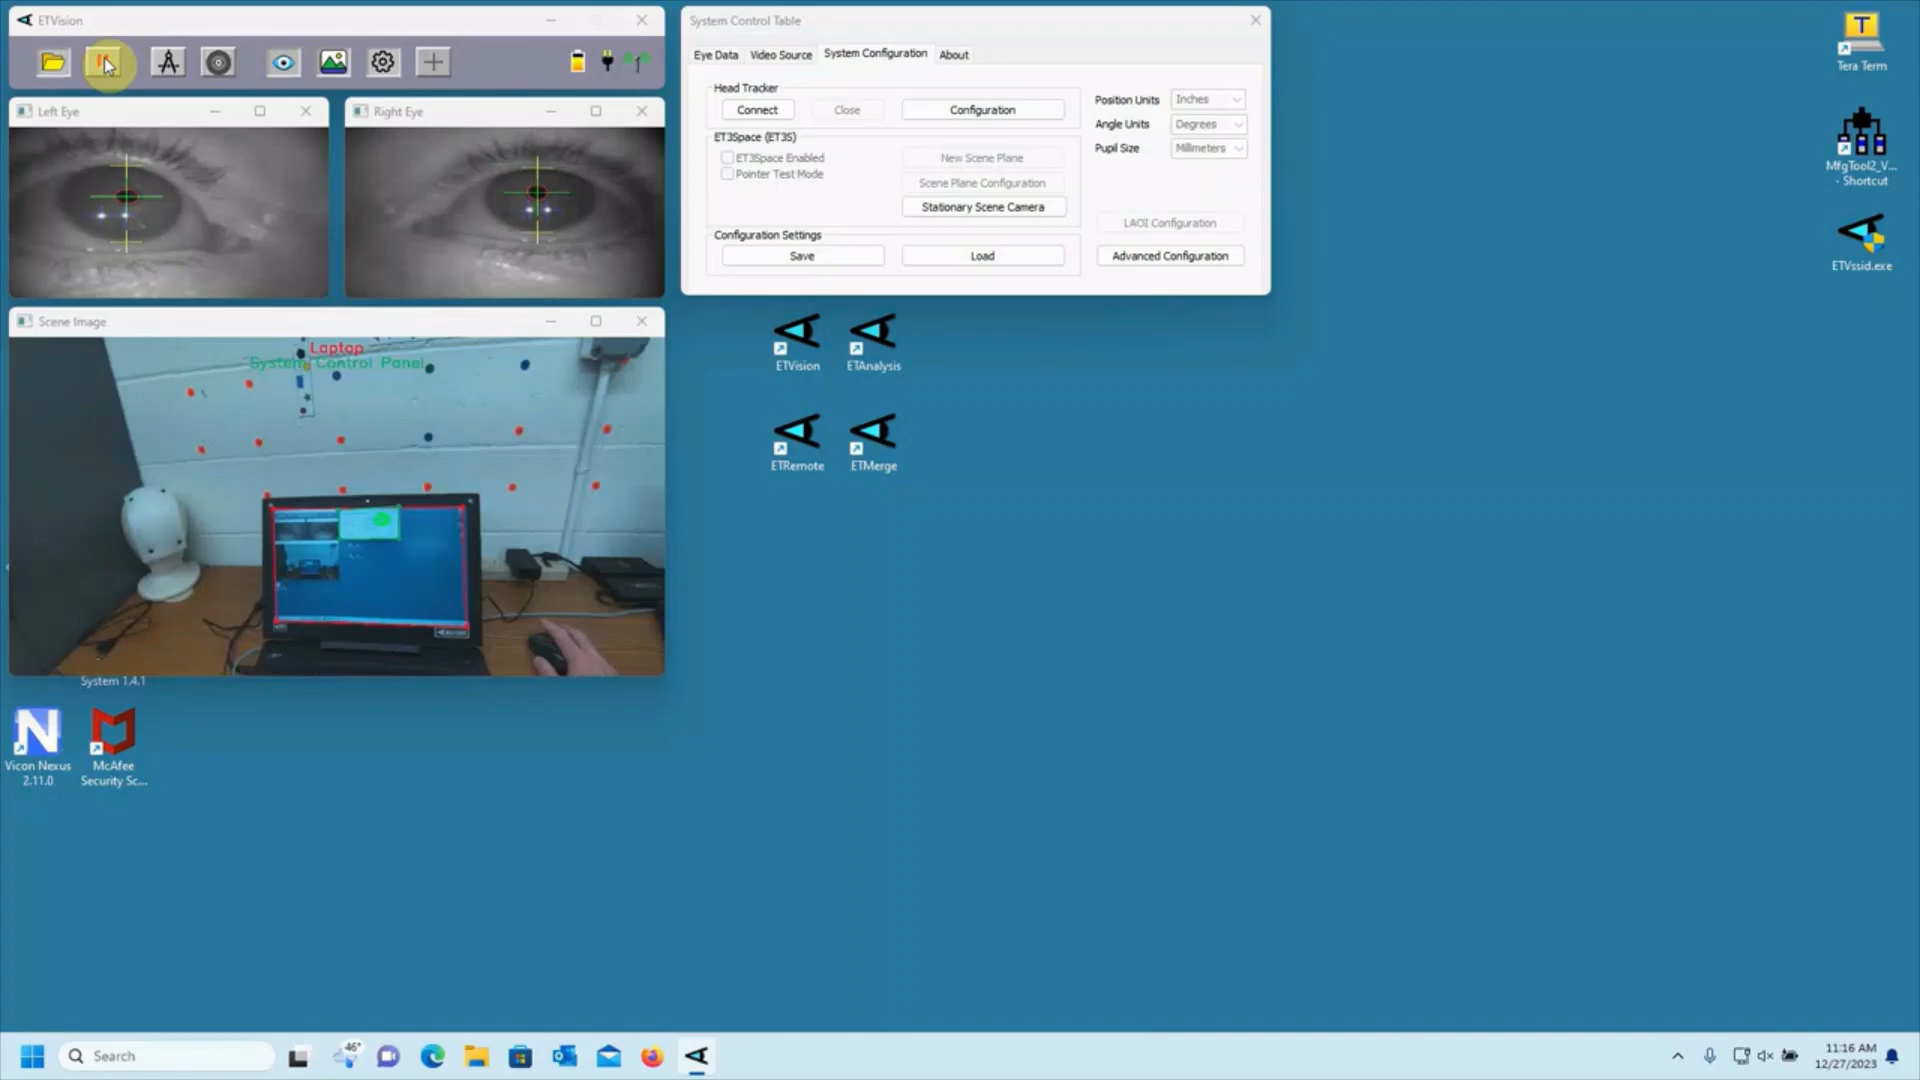 ETVision
System Control Table
Eye Data
Video Source
System Configuration
About
Head Tracker
Connect
Close
Configuration
Position Units
Inches
Angle Units
Degrees
Pupil Size
Millimeters
ET3Space (ET3S)
ET3Space Enabled
Pointer Test Mode
New Scene Plane
Scene Plane Configuration
Stationary Scene Camera
LAOI Configuration
Configuration Settings
Save
Load
Advanced Configuration
Left Eye
Right Eye
Scene Image
Laptop
System Control Panel
ETVision
ETAnalysis
ETRemote
ETMerge
T
Tera Term
MfgTool2_V...
- Shortcut
ETVssid.exe
System 1.4.1
N
Vicon Nexus
2.11.0
McAfee
Security Sc...
Search
46°
11:16 AM
12/27/2023